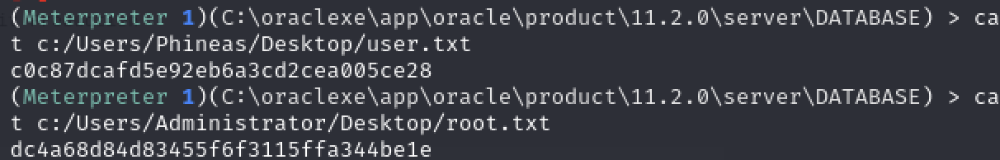 (Meterpreter 1)(C:\oraclexe\app\oracle\product\11.2.0\server\DATABASE) > ca
t c:/Users/Phineas/Desktop/user.txt
c0c87dcafd5e92eb6a3cd2cea005ce28
(Meterpreter 1)(C:\oraclexe\app\oracle\product\11.2.0\server\DATABASE) > ca
t c:/Users/Administrator/Desktop/root.txt
dc4a68d84d83455f6f3115ffa344be1e